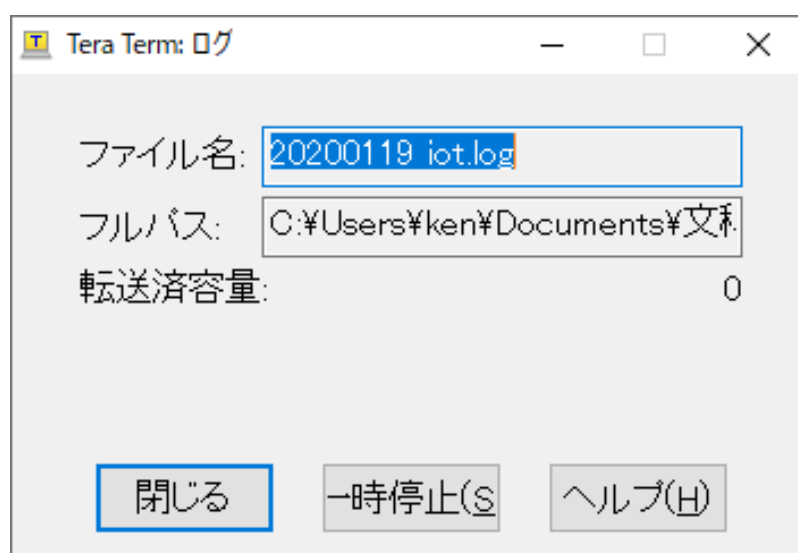 Tera Term: ログ
ファイル名: 20200119 iot.log
フルパス: C:¥Users¥ken¥Documents¥文
転送済容量: 0
閉じる 一時停止(S ヘルプ(H)